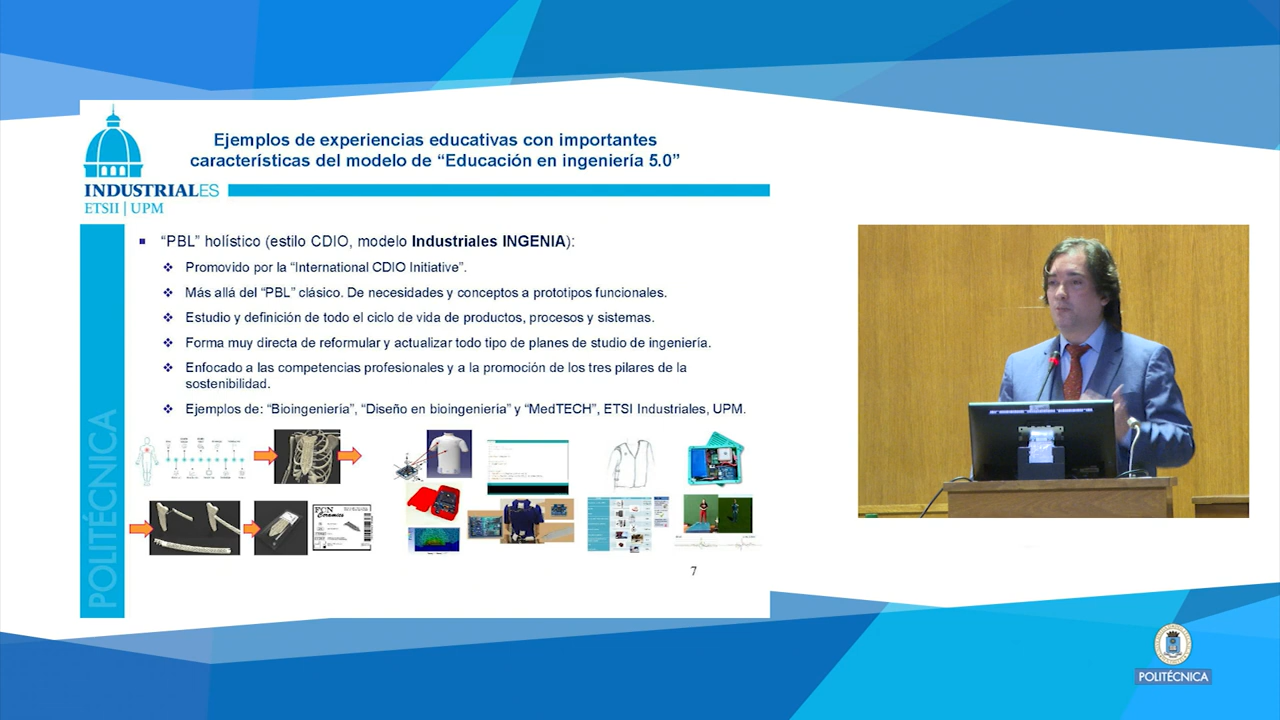 Ejemplos de experiencias educativas con importantes
características del modelo de “Educación en ingeniería 5.0”
INDUSTRIALES
ETSII | UPM
“PBL” holístico (estilo CDIO, modelo Industriales INGENIA):
Promovido por la “International CDIO Initiative”.
Más allá del “PBL” clásico. De necesidades y conceptos a prototipos funcionales.
Estudio y definición de todo el ciclo de vida de productos, procesos y sistemas.
Forma muy directa de reformular y actualizar todo tipo de planes de estudio de ingeniería.
Enfocado a las competencias profesionales y a la promoción de los tres pilares de la
sostenibilidad.
Ejemplos de: “Bioingeniería”, “Diseño en bioingeniería” y “MedTECH”, ETSI Industriales, UPM.
POLITÉCNICA
Ceramics
7
POLITÉCNICA